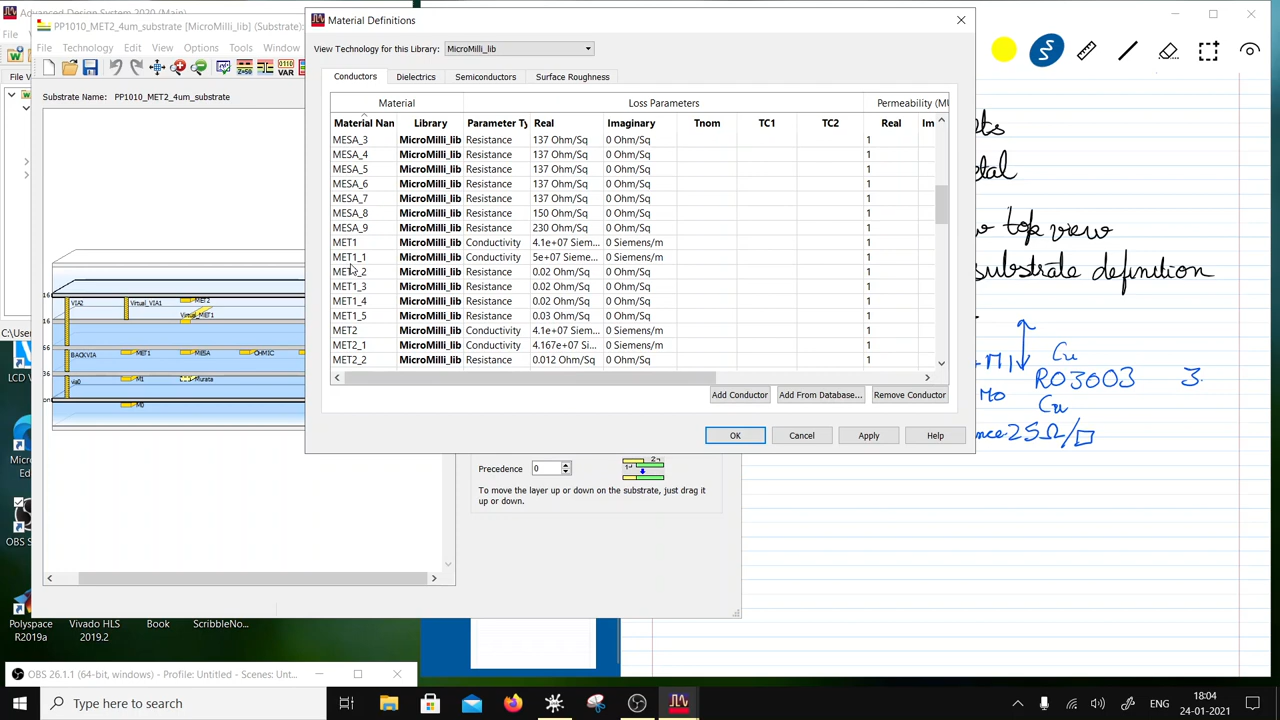 Advanced Design System 2020 (Main)
File
File V
PP1010_MET2_4um_substrate [MicroMilli_lib] (Substrate):
File Technology Edit View Options Tools Window
Substrate Name: PP1010_MET2_4um_substrate
VIA2 Virtual_VIA1 MET2
Virtual_MET1
BACKVIA MET1 MESA OHMIC
via0 M1 Murata
M0
Material Definitions
View Technology for this Library: MicroMilli_lib
Conductors Dielectrics Semiconductors Surface Roughness
Material Loss Parameters Permeability (MU
Material Nan Library Parameter Ty Real Imaginary Tnom TC1 TC2 Real Im
MESA_3 MicroMilli_lib Resistance 137 Ohm/Sq 0 Ohm/Sq 1
MESA_4 MicroMilli_lib Resistance 137 Ohm/Sq 0 Ohm/Sq 1
MESA_5 MicroMilli_lib Resistance 137 Ohm/Sq 0 Ohm/Sq 1
MESA_6 MicroMilli_lib Resistance 137 Ohm/Sq 0 Ohm/Sq 1
MESA_7 MicroMilli_lib Resistance 137 Ohm/Sq 0 Ohm/Sq 1
MESA_8 MicroMilli_lib Resistance 150 Ohm/Sq 0 Ohm/Sq 1
MESA_9 MicroMilli_lib Resistance 230 Ohm/Sq 0 Ohm/Sq 1
MET1 MicroMilli_lib Conductivity 4.1e+07 Siem... 0 Siemens/m 1
MET1_1 MicroMilli_lib Conductivity 5e+07 Sieme... 0 Siemens/m 1
MET1_2 MicroMilli_lib Resistance 0.02 Ohm/Sq 0 Ohm/Sq 1
MET1_3 MicroMilli_lib Resistance 0.02 Ohm/Sq 0 Ohm/Sq 1
MET1_4 MicroMilli_lib Resistance 0.02 Ohm/Sq 0 Ohm/Sq 1
MET1_5 MicroMilli_lib Resistance 0.03 Ohm/Sq 0 Ohm/Sq 1
MET2 MicroMilli_lib Conductivity 4.1e+07 Siem... 0 Siemens/m 1
MET2_1 MicroMilli_lib Conductivity 4.167e+07 Si... 0 Siemens/m 1
MET2_2 MicroMilli_lib Resistance 0.012 Ohm/Sq 0 Ohm/Sq 1
Add Conductor Add From Database... Remove Conductor
OK Cancel Apply Help
Precedence 0
To move the layer up or down on the substrate, just drag it
up or down.
top view
substrate definition
M1 Cu
RO3003 3
M0
Cu
25Ω/□
C:\Users
LCD W
Micro
Ed
OBS S
Polyspace
R2019a
Vivado HLS
2019.2
Book
ScribbleNo...
OBS 26.1.1 (64-bit, windows) - Profile: Untitled - Scenes: Unt...
Type here to search
ENG
18:04
24-01-2021